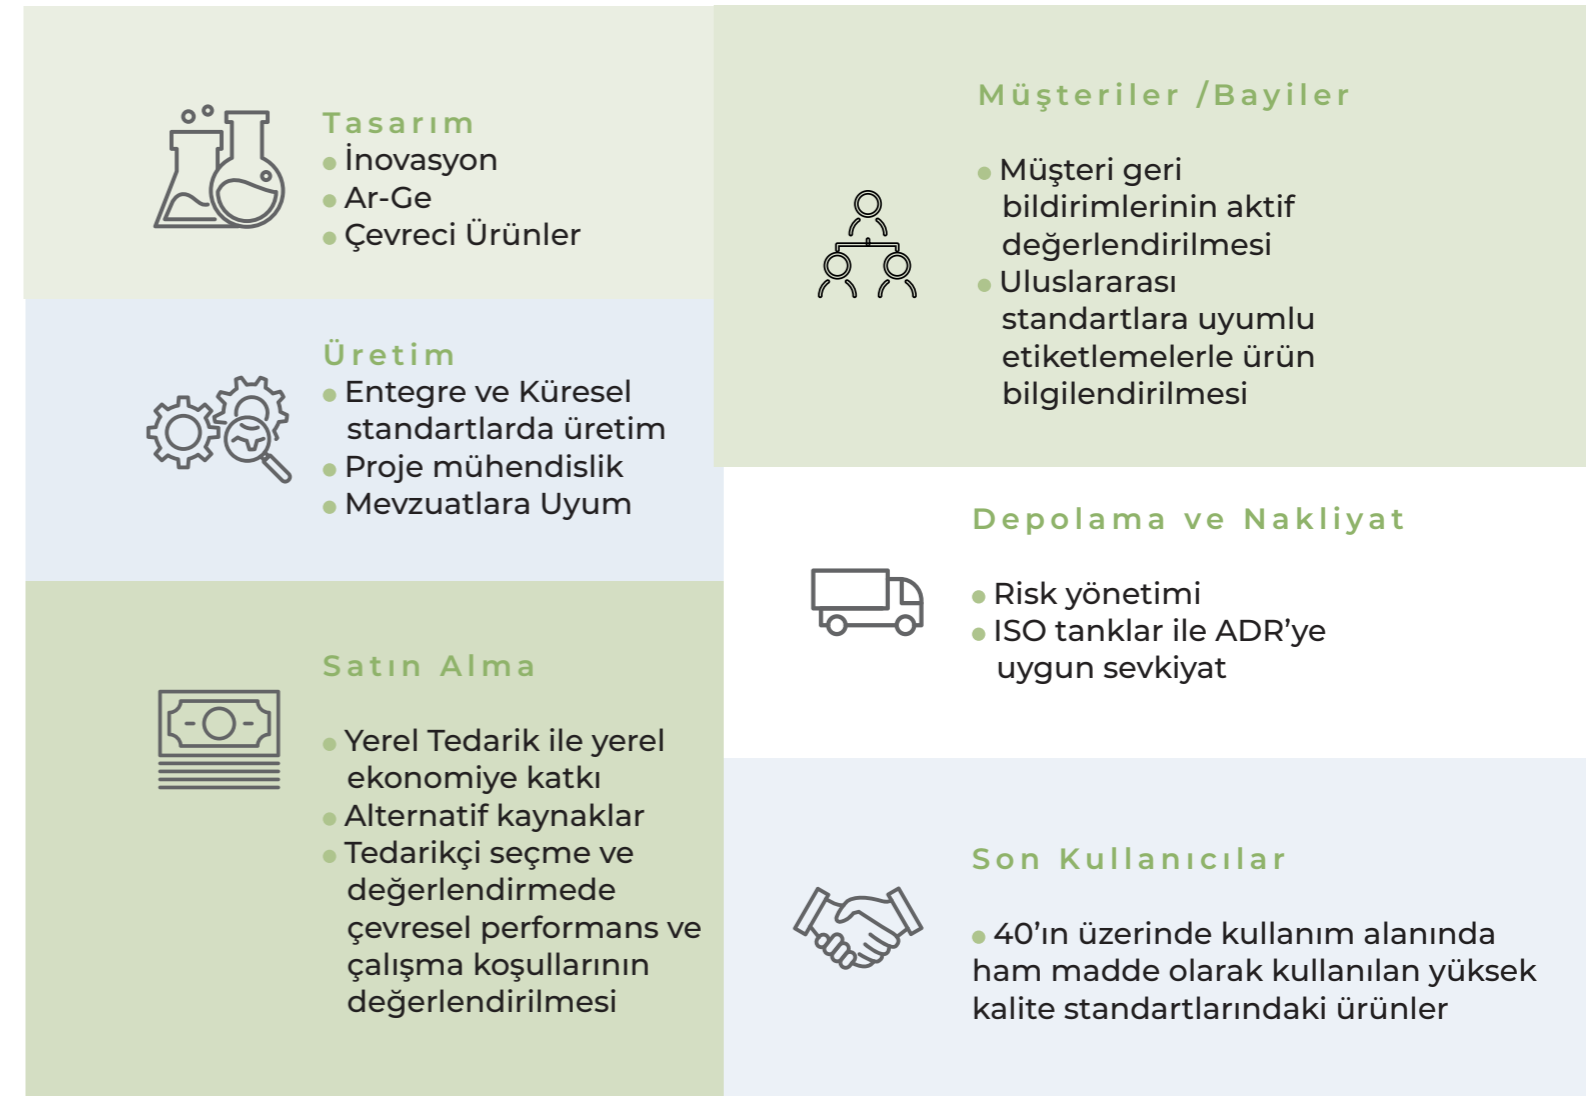 Tasarım
● İnovasyon
● Ar-Ge
● Çevreci Ürünler
Üretim
● Entegre ve Küresel
standartlarda üretim
● Proje mühendislik
● Mevzuatlara Uyum
Satın Alma
● Yerel Tedarik ile yerel
ekonomiye katkı
● Alternatif kaynaklar
● Tedarikçi seçme ve
değerlendirmede
çevresel performans ve
çalışma koşullarının
değerlendirilmesi
Müşteriler /Bayiler
● Müşteri geri
bildirimlerinin aktif
değerlendirilmesi
● Uluslararası
standartlara uyumlu
etiketlemelerle ürün
bilgilendirilmesi
Depolama ve Nakliyat
● Risk yönetimi
● ISO tanklar ile ADR’ye
uygun sevkiyat
Son Kullanıcılar
● 40’ın üzerinde kullanım alanında
ham madde olarak kullanılan yüksek
kalite standartlarındaki ürünler